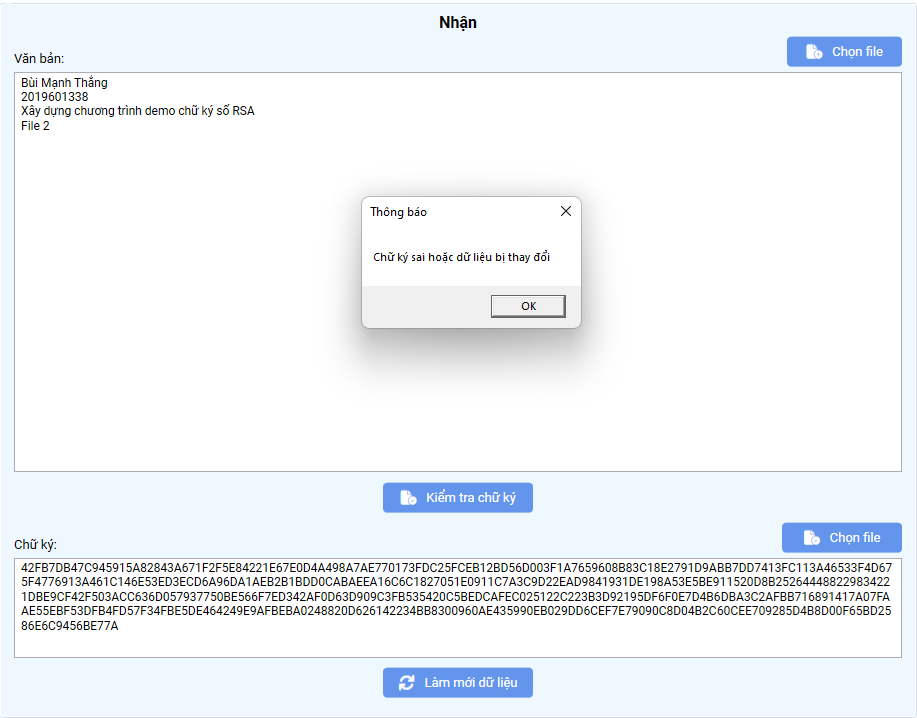 Nhận
Văn bản:
Chọn file
Bùi Mạnh Thắng
2019601338
Xây dựng chương trình demo chữ ký số RSA
File 2
Thông báo
Chữ ký sai hoặc dữ liệu bị thay đổi
OK
Kiểm tra chữ ký
Chữ ký:
Chọn file
42FB7DB47C945915A82843A671F2F5E84221E67E0D4A498A7AE770173FDC25FCEB12BD56D003F1A7659608B83C18E2791D9ABB7DD7413FC113A46533F4D67
5F4776913A461C146E53ED3ECD6A96DA1AEB2B1BDD0CABAEEA16C6C1827051E0911C7A3C9D22EAD9841931DE198A53E5BE911520D8B25264448822983422
1DBE9CF42F503ACC636D057937750BE566F7ED342AF0D63D909C3FB535420C5BEDCAFEC025122C223B3D92195DF6F0E7D4B6DBA3C2AFBB716891417A07FA
AE55EBF53DFB4FD57F34FBE5DE464249E9AFBEBA0248820D626142234BB8300960AE435990EB029DD6CEF7E79090C8D04B2C60CEE709285D4B8D00F65BD25
86E6C9456BE77A
Làm mới dữ liệu